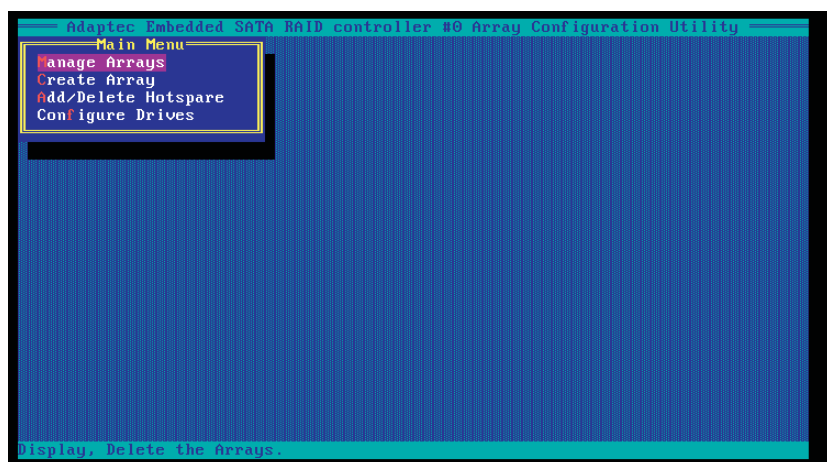 Adaptec Embedded SATA RAID controller #0 Array Configuration Utility
Main Menu
Manage Arrays
Create Array
Add/Delete Hotspare
Configure Drives
Display, Delete the Arrays.